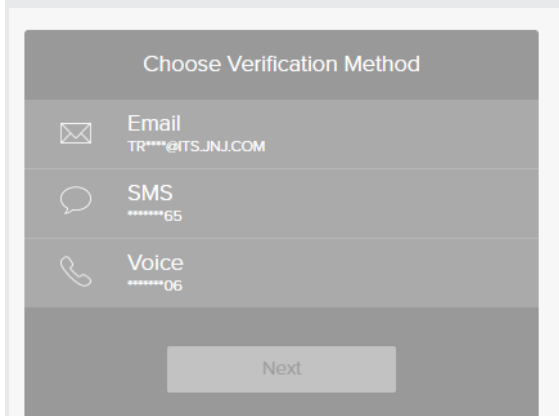 Choose Verification Method
Email
TR****@ITS.JNJ.COM
SMS
*******65
Voice
*******06
Next